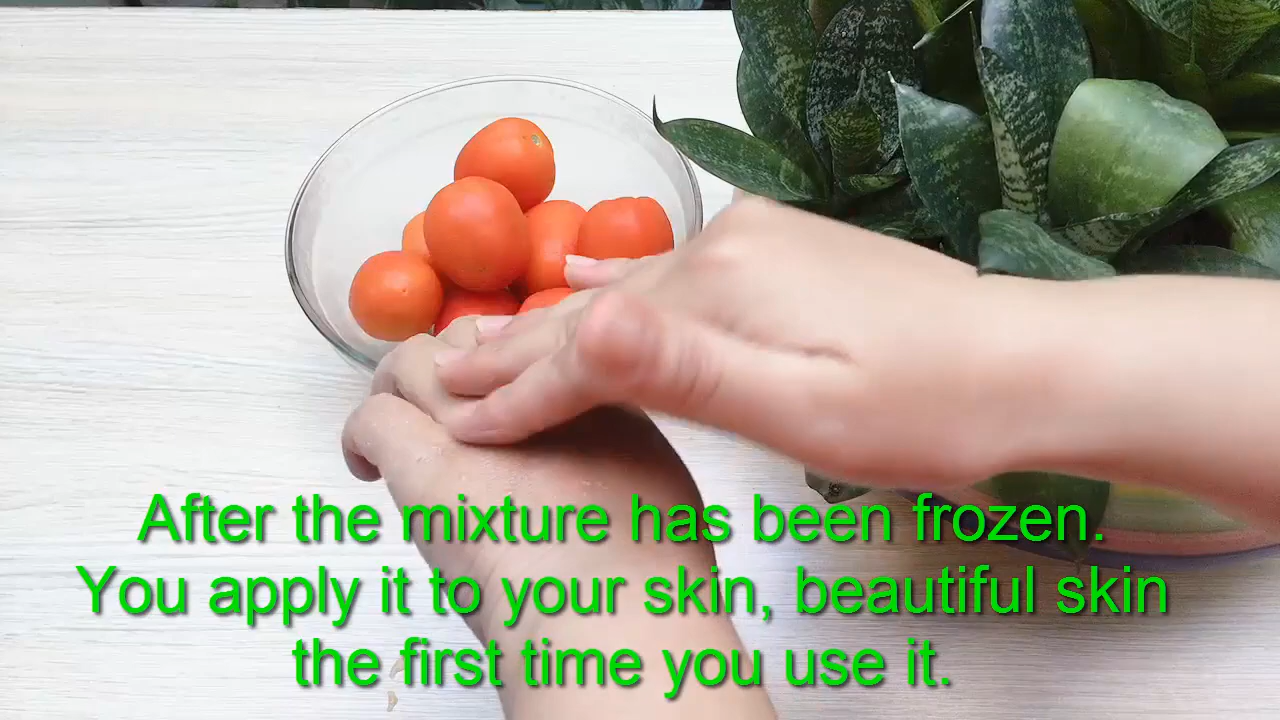 After the mixture has been frozen.
You apply it to your skin, beautiful skin
the first time you use it.